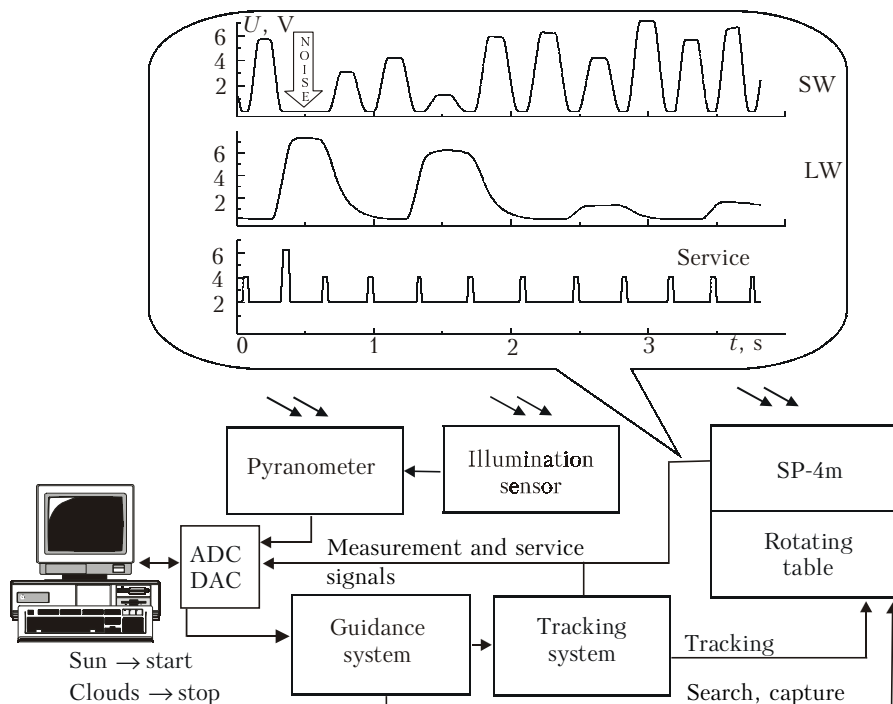 U, V
6
4
2
NOISE
SW
6
4
2
LW
6
4
2
Service
0 1 2 3 t, s
Pyranometer
Illumination
sensor
SP-4m
Rotating
table
ADC
DAC
Measurement and service
signals
Guidance
system
Tracking
system
Tracking
Search, capture
Sun → start
Clouds → stop